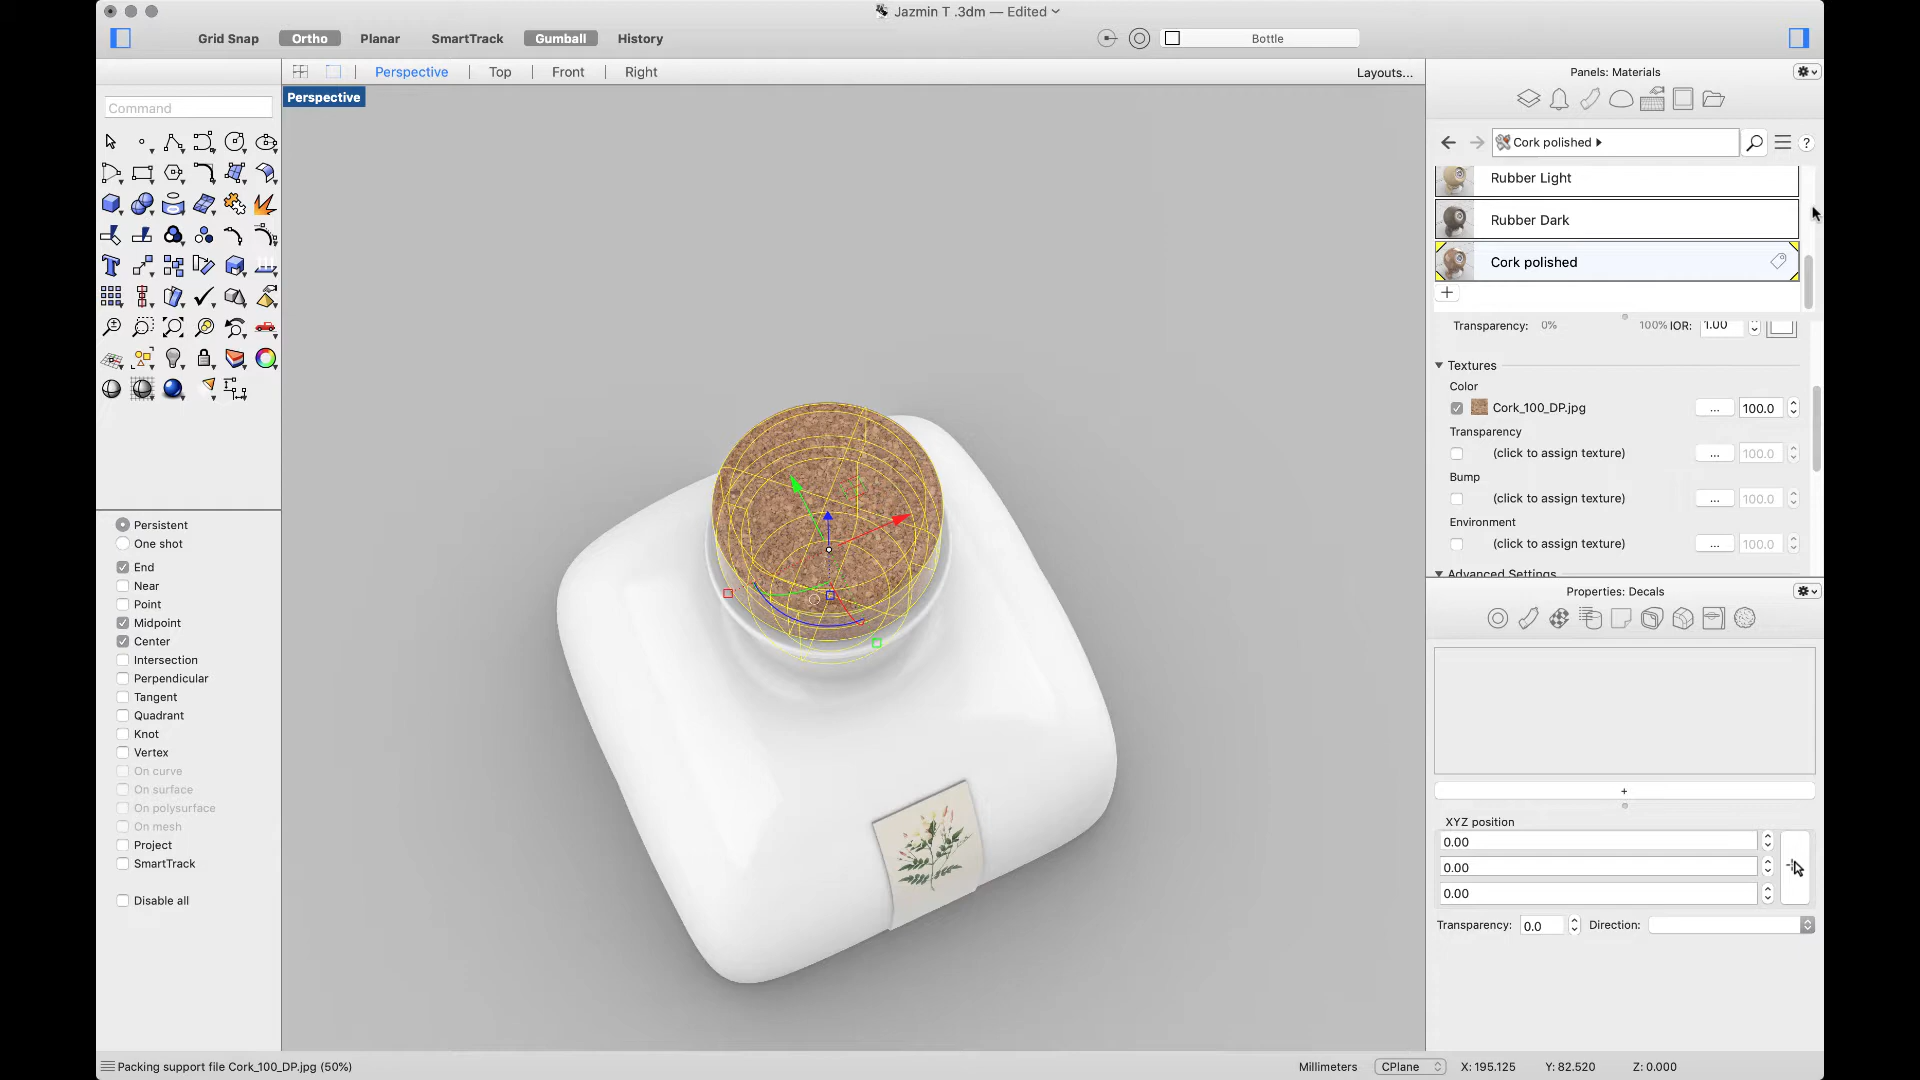 Jazmin T .3dm — Edited
Grid Snap Ortho Planar SmartTrack Gumball History
Bottle
Perspective Top Front Right Layouts...
Panels: Materials
Perspective
Command
Cork polished
?
Rubber Light
Rubber Dark
Cork polished
+
Transparency: 0% 100% IOR: 1.00
Textures
Color
Cork_100_DP.jpg ... 100.0
Transparency
(click to assign texture) ... 100.0
Bump
(click to assign texture) ... 100.0
Environment
(click to assign texture) ... 100.0
Advanced Settings
Properties: Decals
+
XYZ position
0.00
0.00
0.00
Transparency: 0.0 Direction:
Persistent
One shot
End
Near
Point
Midpoint
Center
Intersection
Perpendicular
Tangent
Quadrant
Knot
Vertex
On curve
On surface
On polysurface
On mesh
Project
SmartTrack
Disable all
Packing support file Cork_100_DP.jpg (50%)
Millimeters CPlane X: 195.125 Y: 82.520 Z: 0.000